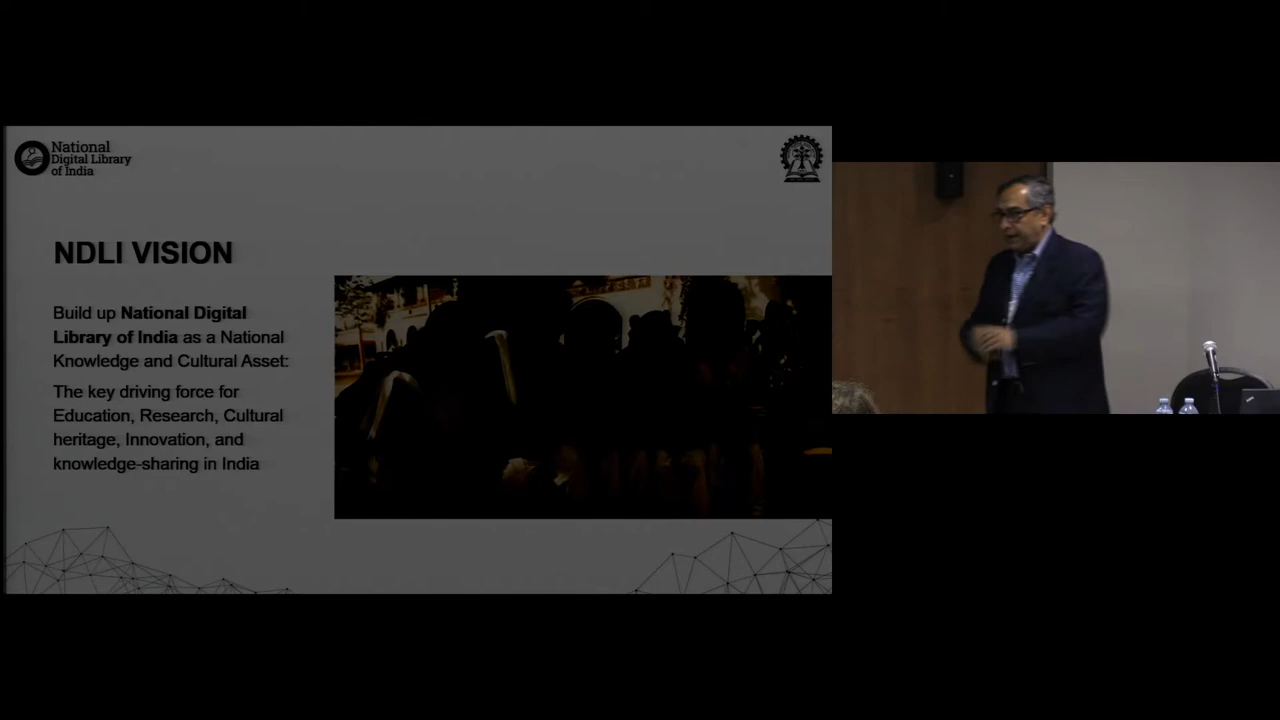 National
Digital Library
of India
NDLI VISION
Build up National Digital
Library of India as a National
Knowledge and Cultural Asset:
The key driving force for
Education, Research, Cultural
heritage, Innovation, and
knowledge-sharing in India